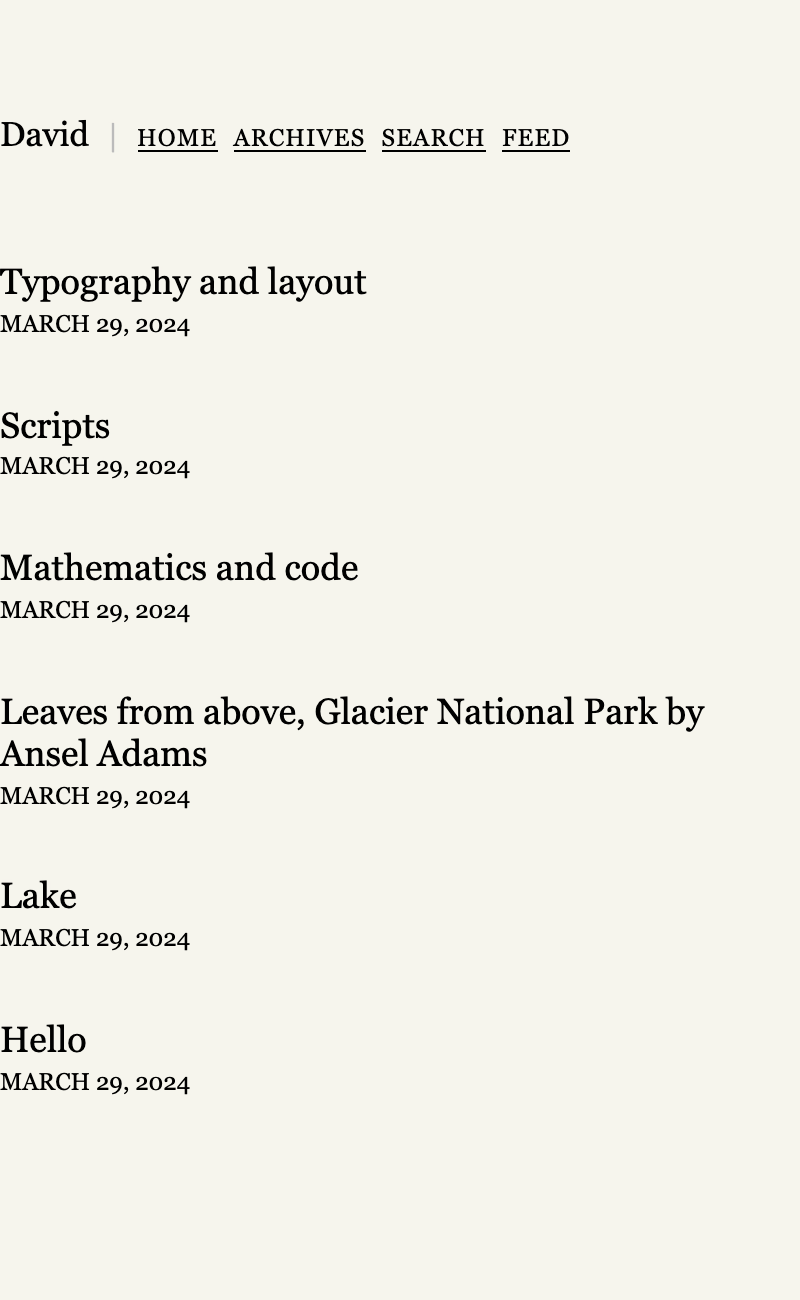 David | HOME ARCHIVES SEARCH FEED
Typography and layout
MARCH 29, 2024
Scripts
MARCH 29, 2024
Mathematics and code
MARCH 29, 2024
Leaves from above, Glacier National Park by
Ansel Adams
MARCH 29, 2024
Lake
MARCH 29, 2024
Hello
MARCH 29, 2024